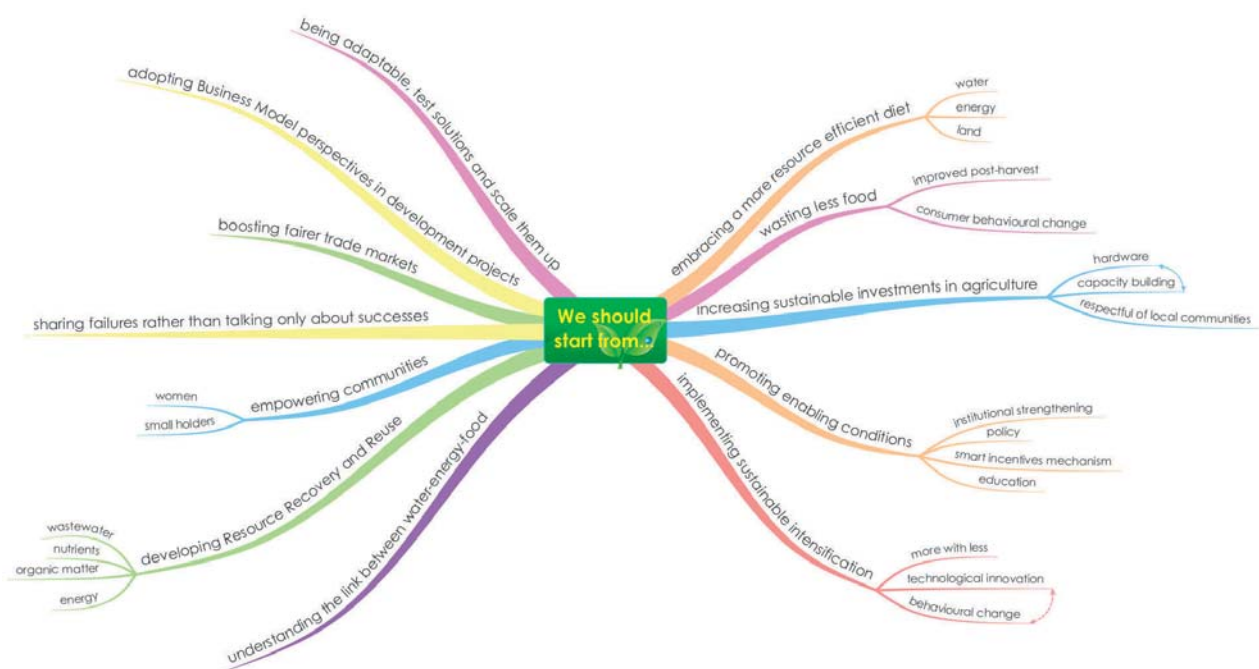 We should
start from...
embracing a more resource efficient diet
water
energy
land
wasting less food
improved post-harvest
consumer behavioural change
increasing sustainable investments in agriculture
hardware
capacity building
respectful of local communities
promoting enabling conditions
institutional strengthening
policy
smart incentives mechanism
education
implementing sustainable intensification
more with less
technological innovation
behavioural change
being adaptable, test solutions and scale them up
adopting Business Model perspectives in development projects
boosting fairer trade markets
sharing failures rather than talking only about successes
empowering communities
women
small holders
developing Resource Recovery and Reuse
wastewater
nutrients
organic matter
energy
understanding the link between water-energy-food